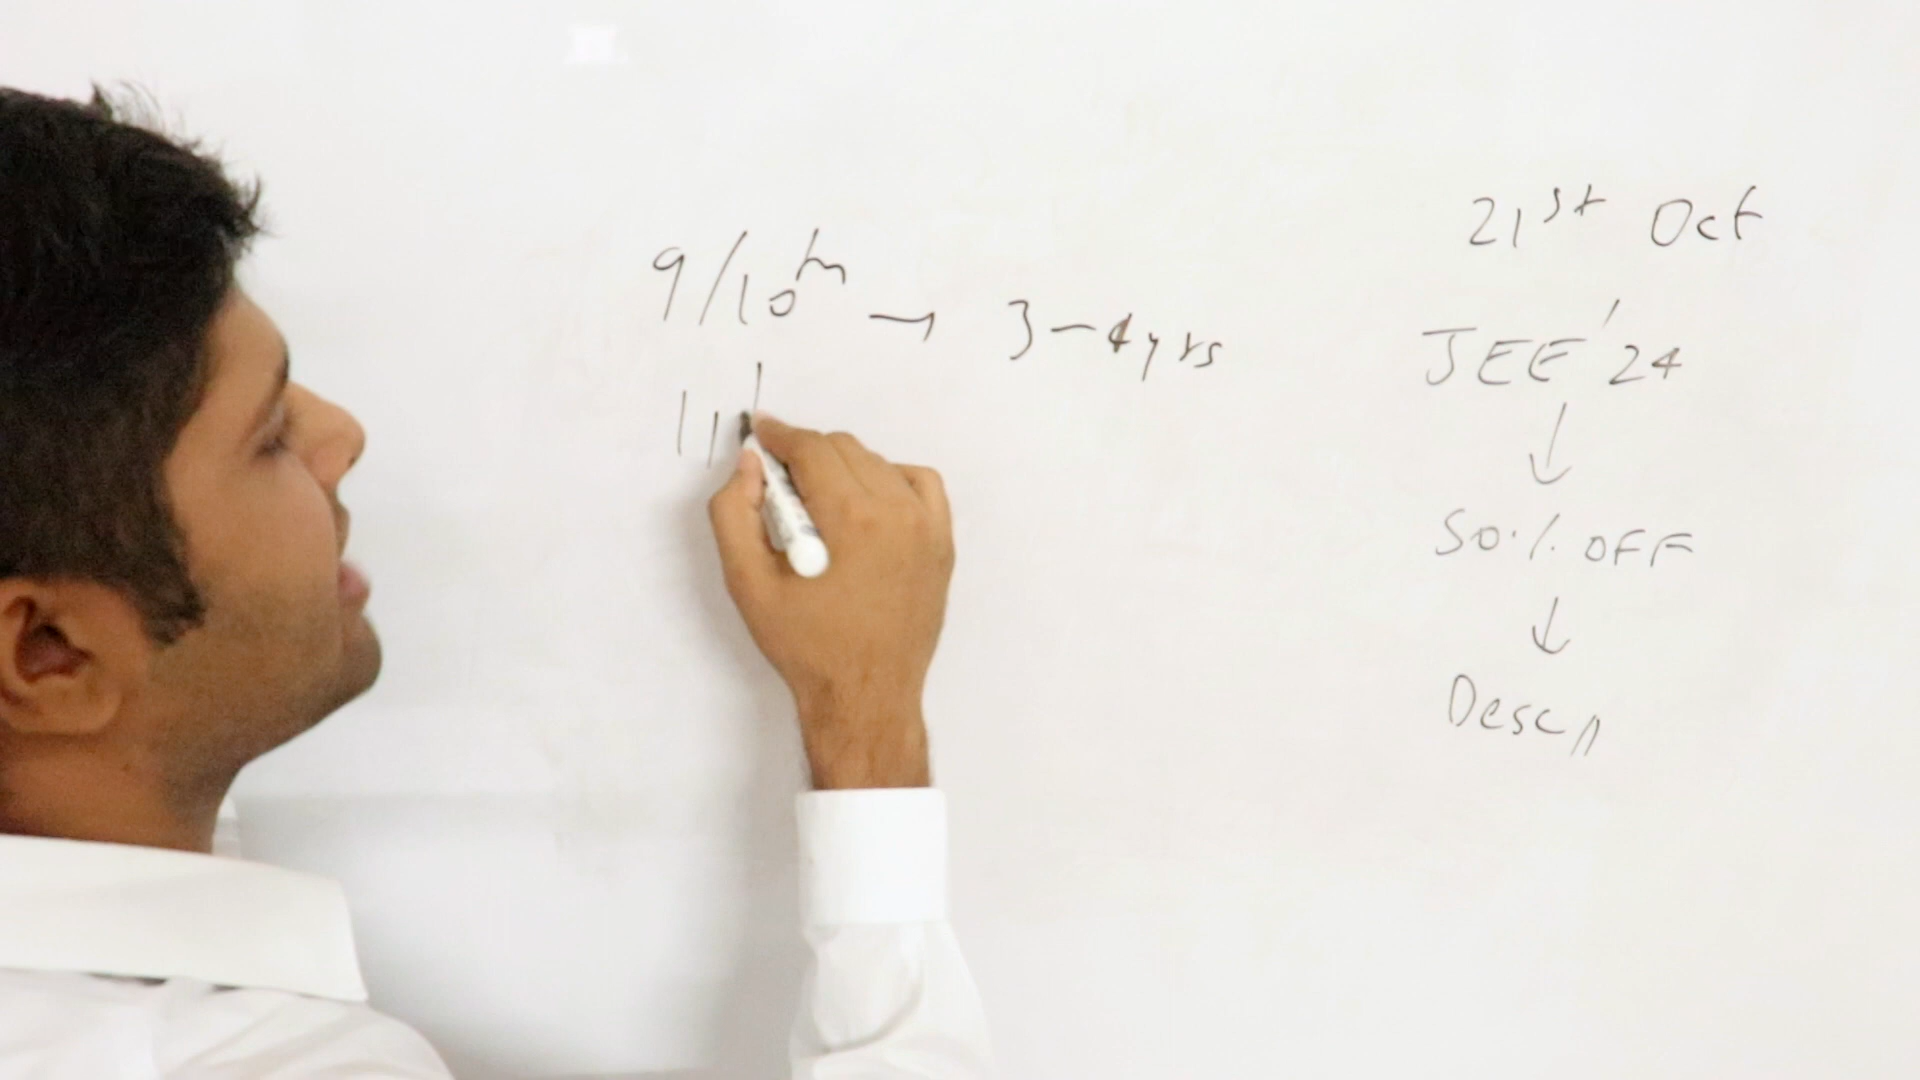 9/10th → 3-4yrs
11
21st Oct
JEE'24
↓
50% OFF
↓
Descn